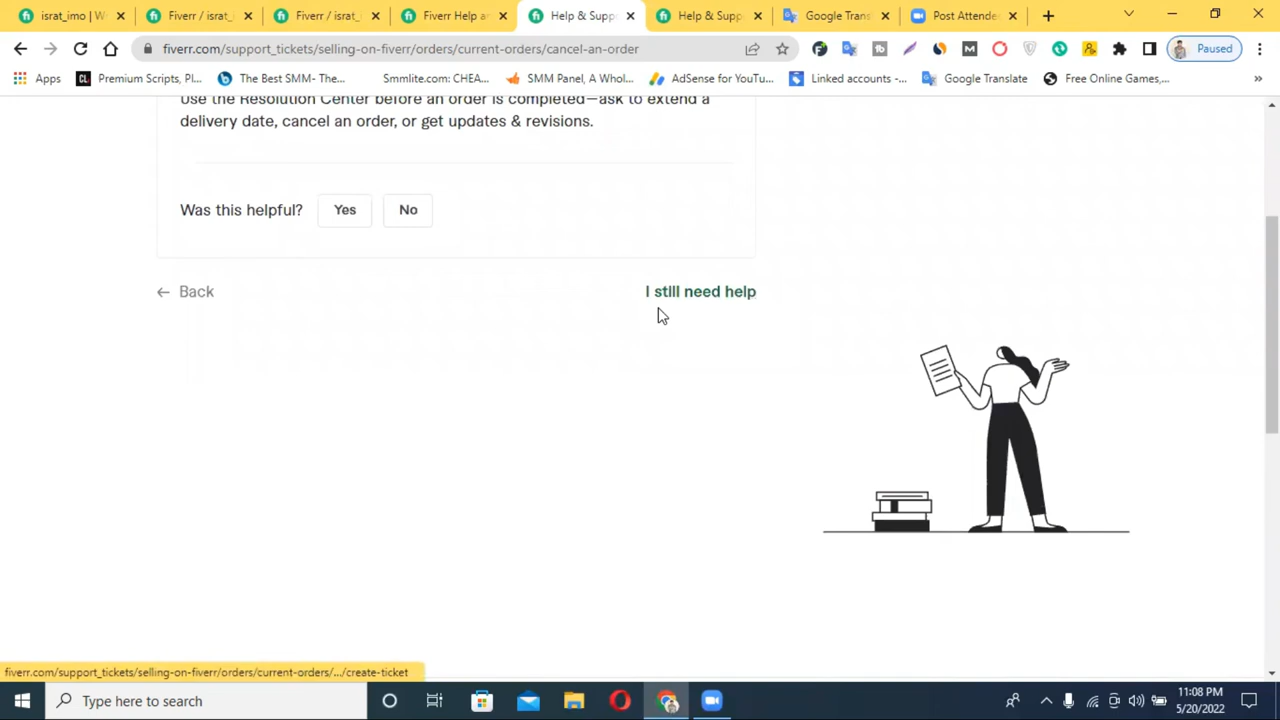 israt_imo | W
Fiverr / israt_
Fiverr / israt_
Fiverr Help a
Help & Supp
Help & Supp
Google Trans
Post Attende
fiverr.com/support_tickets/selling-on-fiverr/orders/current-orders/cancel-an-order
Paused
Apps
Premium Scripts, Pl...
The Best SMM- The...
Smmlite.com: CHEA...
SMM Panel, A Whol...
AdSense for YouTu...
Linked accounts -...
Google Translate
Free Online Games,...
Use the Resolution Center before an order is completed—ask to extend a
delivery date, cancel an order, or get updates & revisions.
Was this helpful?
Yes
No
Back
I still need help
fiverr.com/support_tickets/selling-on-fiverr/orders/current-orders/.../create-ticket
Type here to search
11:08 PM
5/20/2022